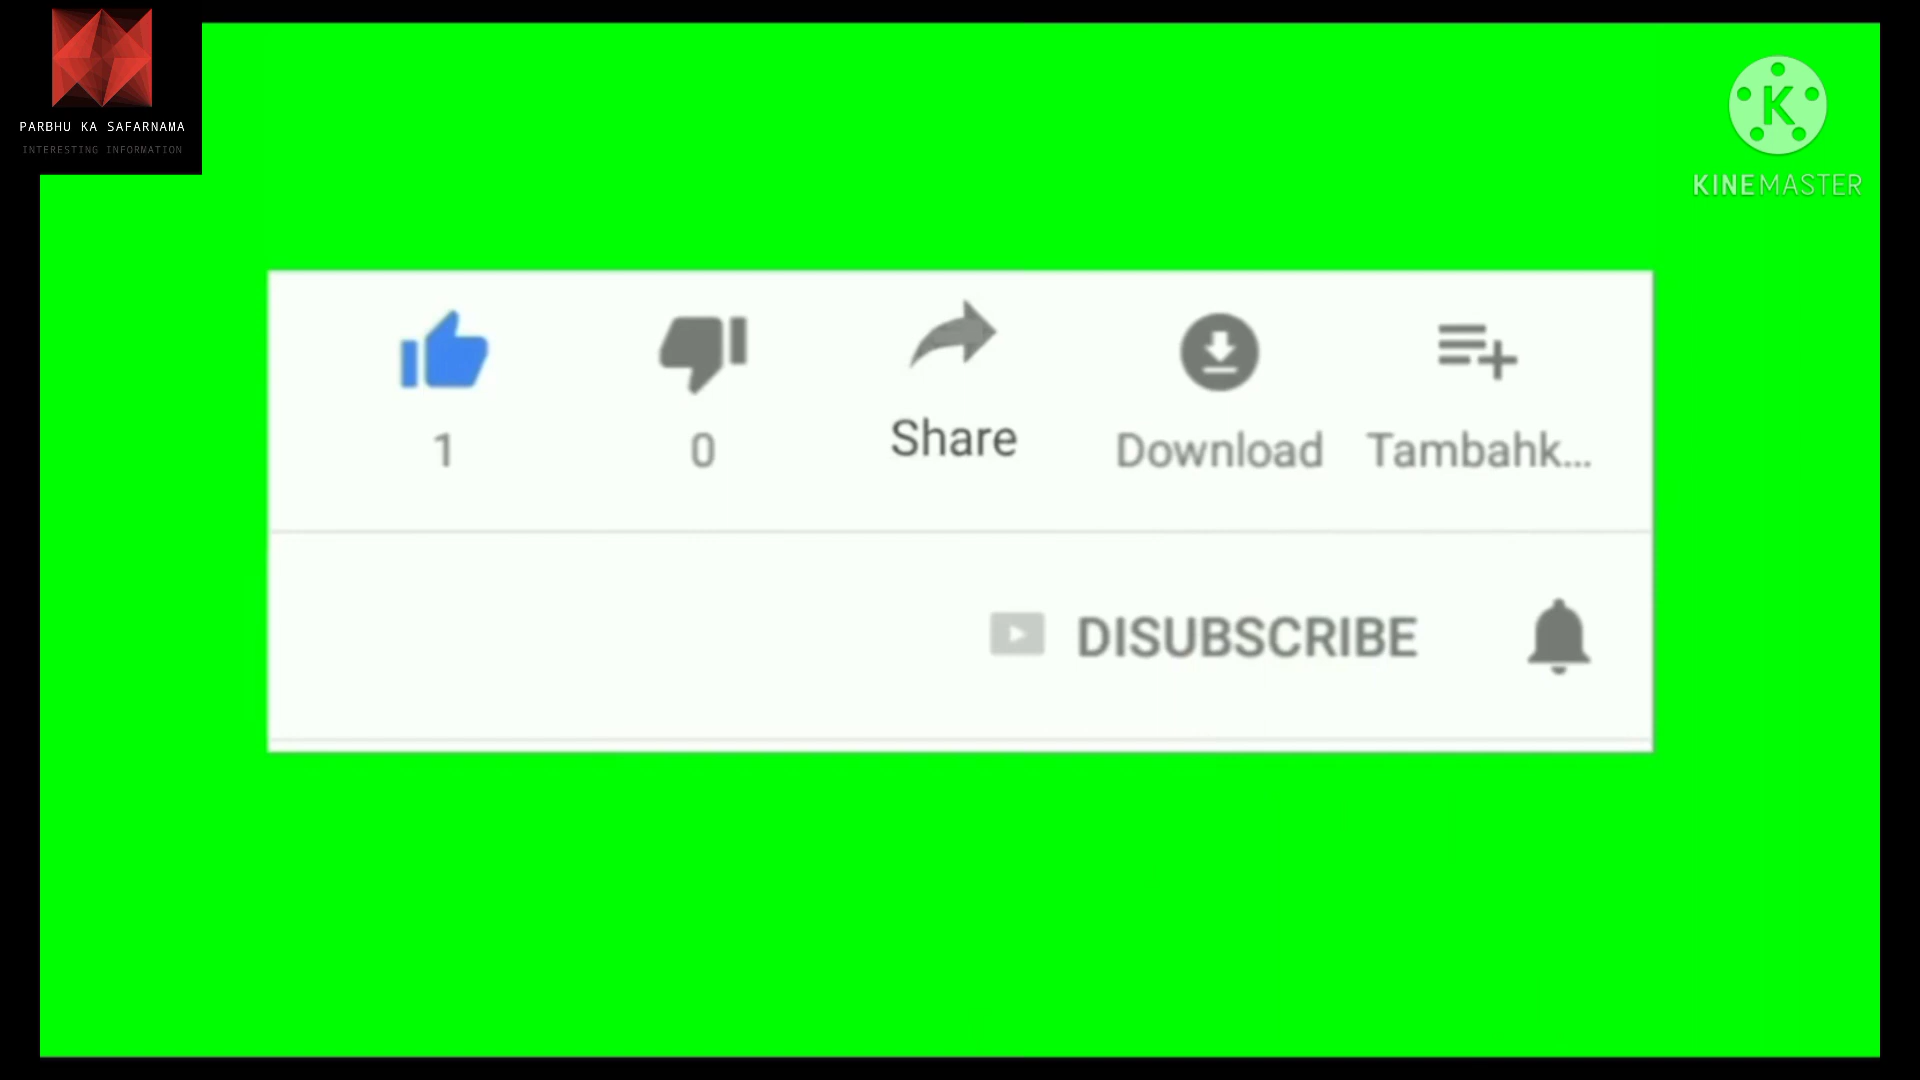 PARBHU KA SAFARNAMA
INTERESTING INFORMATION
K
KINEMASTER
1
0
Share
Download
Tambahk...
DISUBSCRIBE